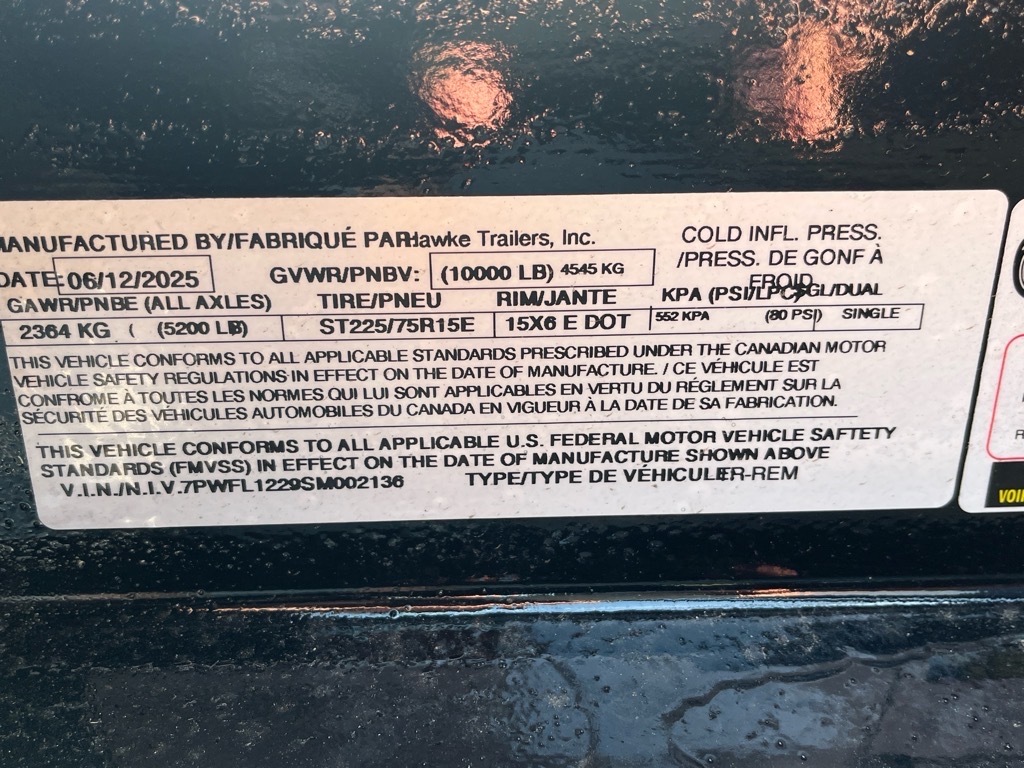 MANUFACTURED BY/FABRIQUÉ PAR Hawke Trailers, Inc.
COLD INFL. PRESS.
/PRESS. DE GONF À
FROID
DATE: 06/12/2025
GVWR/PNBV: (10000 LB) 4545 KG
GAWR/PNBE (ALL AXLES) TIRE/PNEU RIM/JANTE KPA (PSI/LPC) SGL/DUAL
2364 KG ( (5200 LB) ST225/75R15E 15X6 E DOT 552 KPA (80 PSI) SINGLE
THIS VEHICLE CONFORMS TO ALL APPLICABLE STANDARDS PRESCRIBED UNDER THE CANADIAN MOTOR
VEHICLE SAFETY REGULATIONS IN EFFECT ON THE DATE OF MANUFACTURE. / CE VÉHICULE EST
CONFROME À TOUTES LES NORMES QUI LUI SONT APPLICABLES EN VERTU DU RÉGLEMENT SUR LA
SÉCURITÉ DES VÉHICULES AUTOMOBILES DU CANADA EN VIGUEUR À LA DATE DE SA FABRICATION.
THIS VEHICLE CONFORMS TO ALL APPLICABLE U.S. FEDERAL MOTOR VEHICLE SAFTETY
STANDARDS (FMVSS) IN EFFECT ON THE DATE OF MANUFACTURE SHOWN ABOVE
V.I.N./N.I.V. 7PWFL1229SM002136 TYPE/TYPE DE VÉHICULE